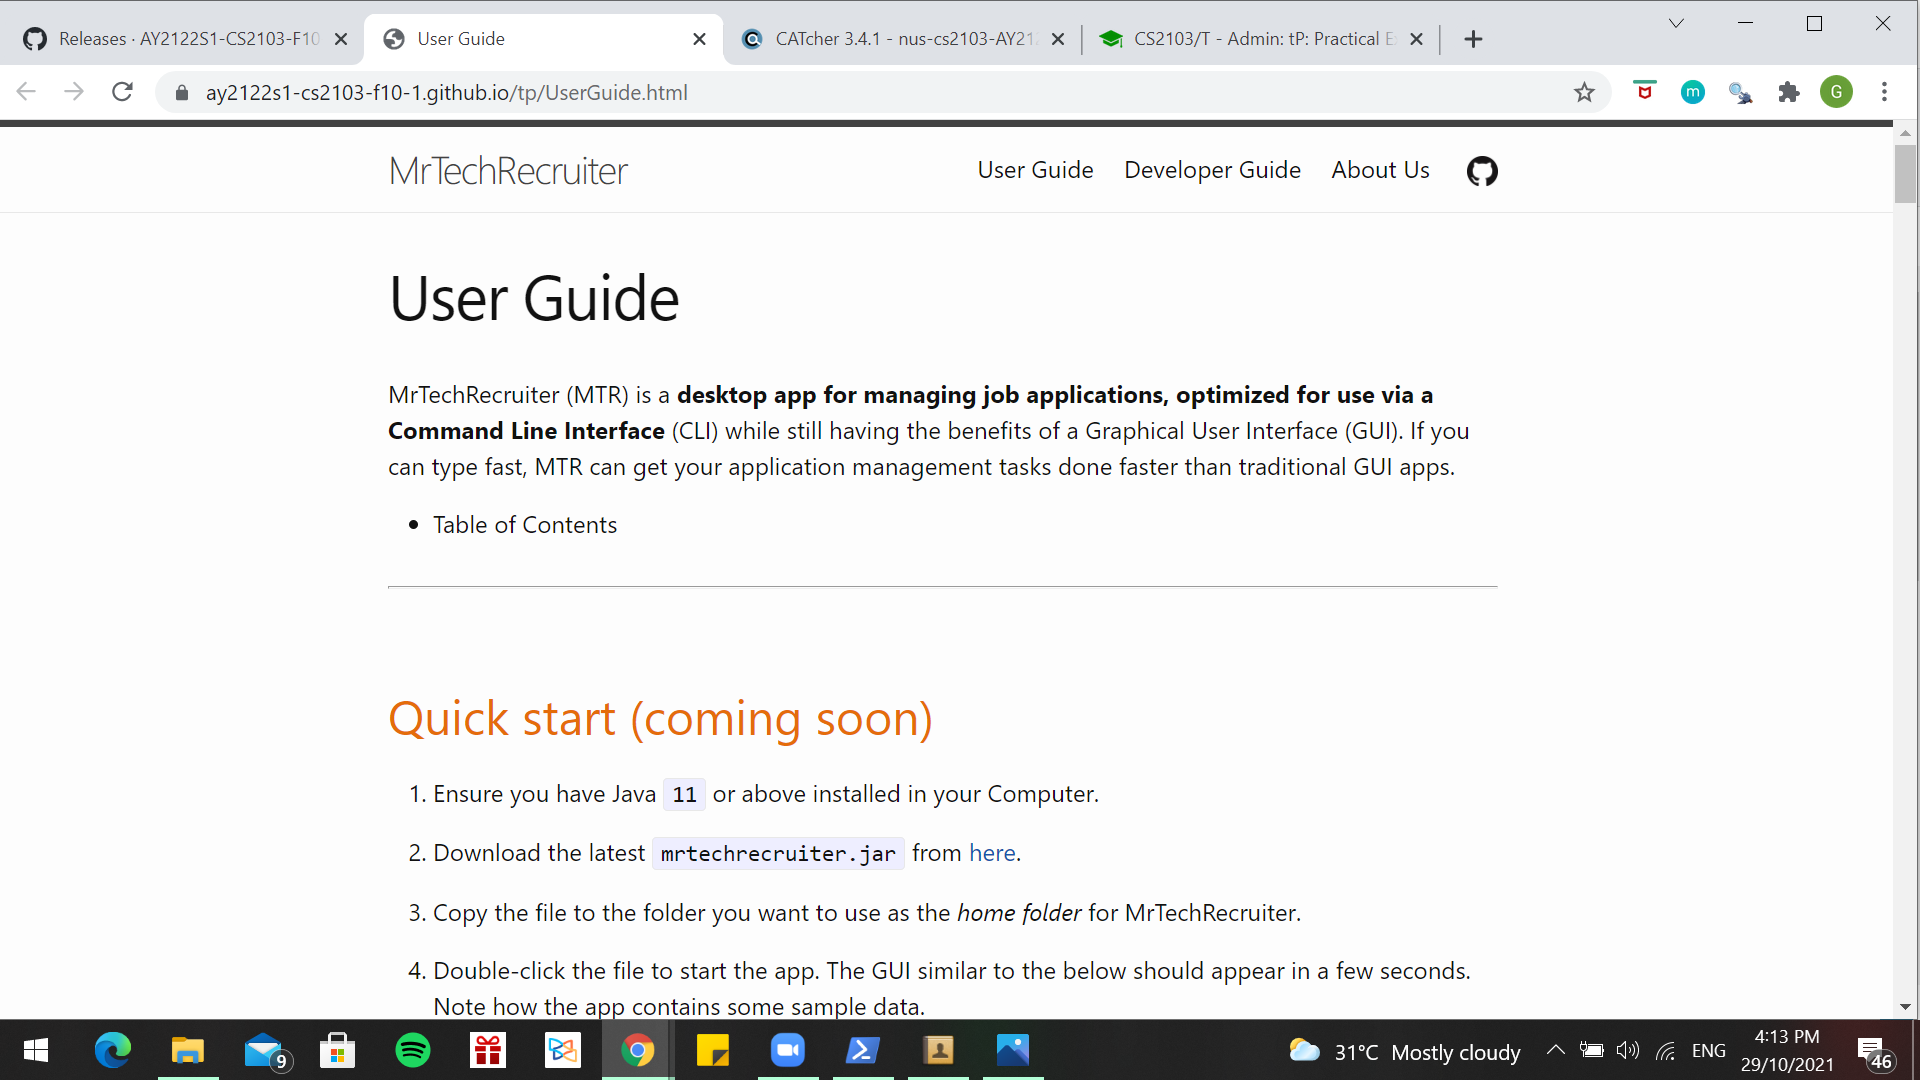 Releases · AY2122S1-CS2103-F10
User Guide
CATcher 3.4.1 - nus-cs2103-AY21
CS2103/T - Admin: tP: Practical E
ay2122s1-cs2103-f10-1.github.io/tp/UserGuide.html
m
G
MrTechRecruiter
User Guide
Developer Guide
About Us
User Guide
MrTechRecruiter (MTR) is a desktop app for managing job applications, optimized for use via a
Command Line Interface (CLI) while still having the benefits of a Graphical User Interface (GUI). If you
can type fast, MTR can get your application management tasks done faster than traditional GUI apps.
Table of Contents
Quick start (coming soon)
1. Ensure you have Java 11 or above installed in your Computer.
2. Download the latest mrtechrecruiter.jar from here.
3. Copy the file to the folder you want to use as the home folder for MrTechRecruiter.
4. Double-click the file to start the app. The GUI similar to the below should appear in a few seconds.
Note how the app contains some sample data.
9
31°C Mostly cloudy
ENG
4:13 PM
29/10/2021
46